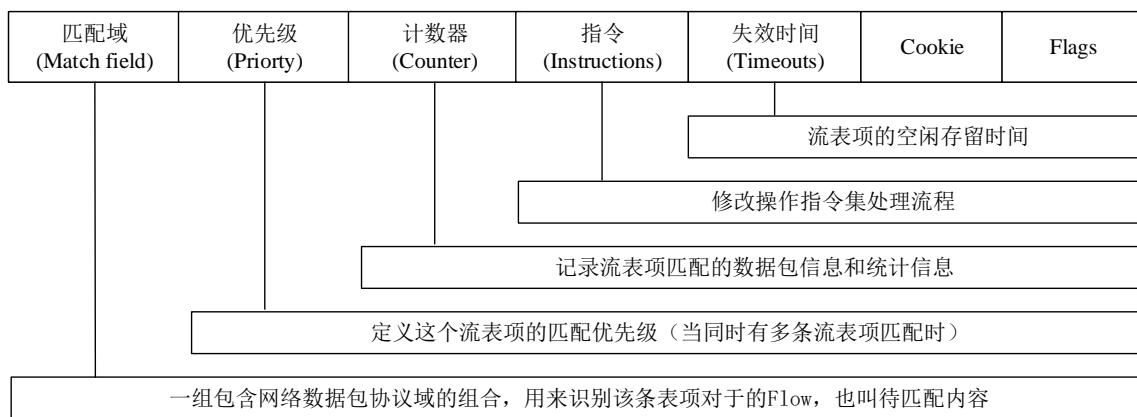 匹配域
(Match field)
优先级
(Priorty)
计数器
(Counter)
指令
(Instructions)
失效时间
(Timeouts)
Cookie
Flags
流表项的空闲存留时间
修改操作指令集处理流程
记录流表项匹配的数据包信息和统计信息
定义这个流表项的匹配优先级（当同时有多条流表项匹配时）
一组包含网络数据包协议域的组合，用来识别该条表项对于的Flow，也叫待匹配内容